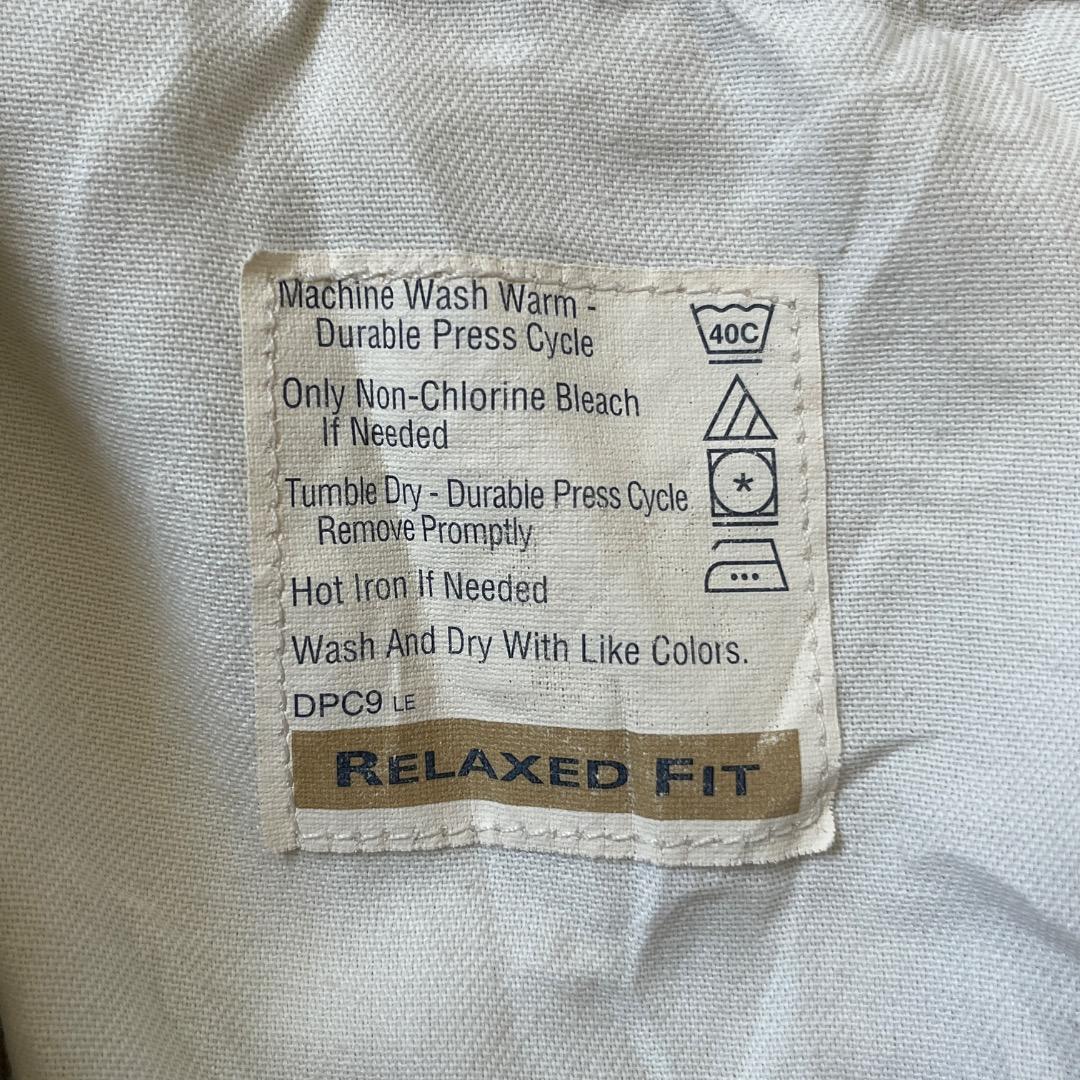 Machine Wash Warm -
Durable Press Cycle
40C
Only Non-Chlorine Bleach
If Needed
Tumble Dry - Durable Press Cycle
Remove Promptly
Hot Iron If Needed
Wash And Dry With Like Colors.
DPC9 LE
RELAXED FIT